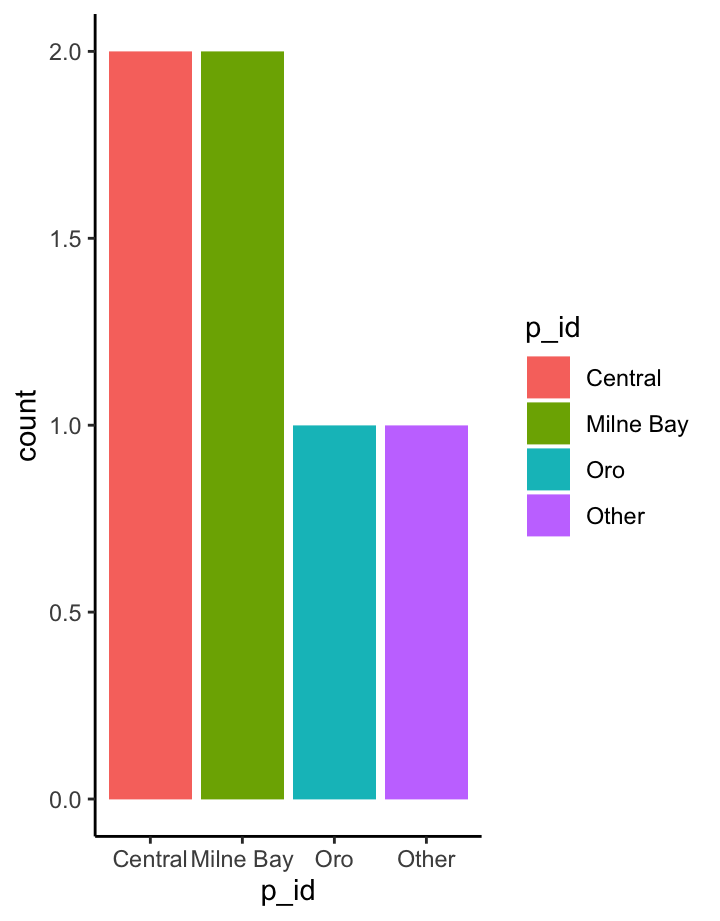 2.0
1.5
1.0
0.5
0.0
count
Central Milne Bay Oro Other
p_id
p_id
Central
Milne Bay
Oro
Other